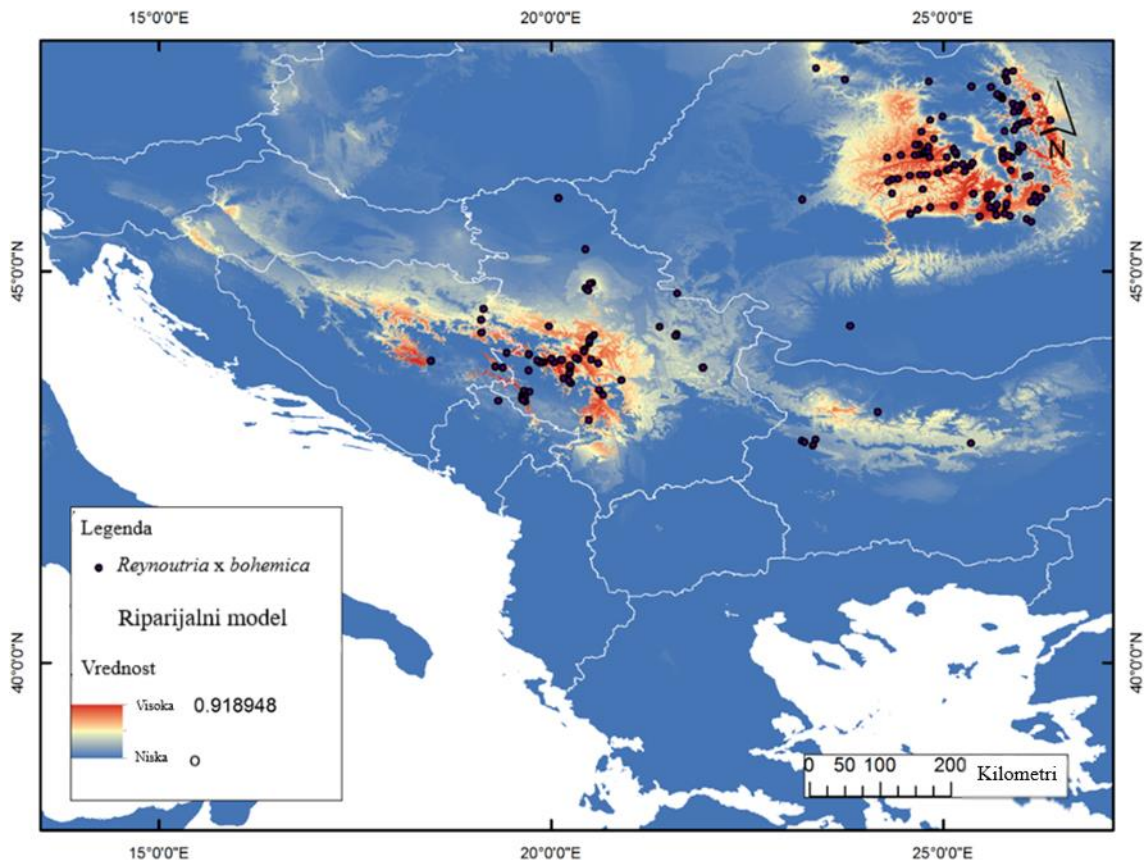 15°0'0"E 20°0'0"E 25°0'0"E
N
45°0'0"N 45°0'0"N
Legenda
Reynoutria x bohemica
Riparijalni model
40°0'0"N 40°0'0"N
Vrednost
Visoka 0.918948
Niska 0
0 50 100 200 Kilometri
15°0'0"E 20°0'0"E 25°0'0"E